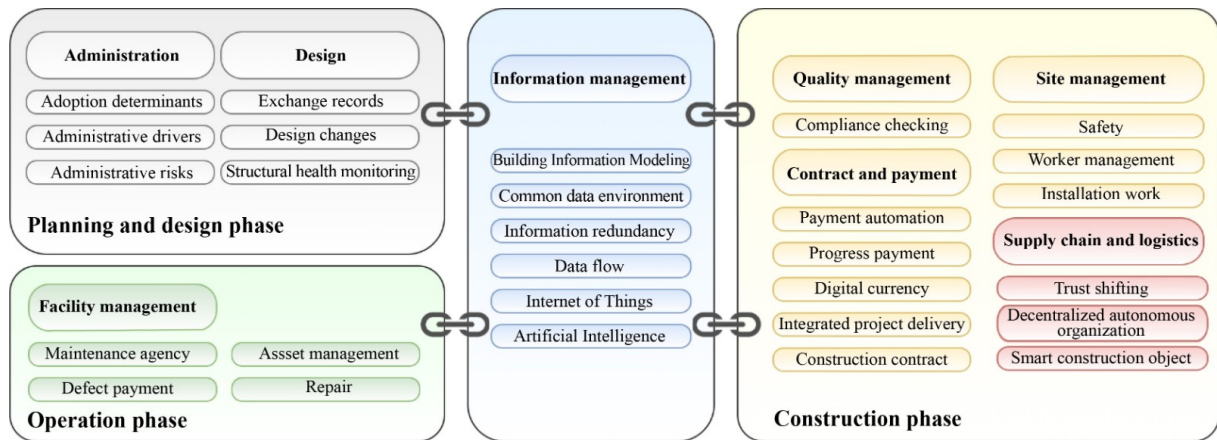 Administration
Design
Adoption determinants
Exchange records
Administrative drivers
Design changes
Administrative risks
Structural health monitoring
Planning and design phase
Facility management
Maintenance agency
Assset management
Defect payment
Repair
Operation phase
Information management
Building Information Modeling
Common data environment
Information redundancy
Data flow
Internet of Things
Artificial Intelligence
Quality management
Compliance checking
Contract and payment
Payment automation
Progress payment
Digital currency
Integrated project delivery
Construction contract
Site management
Safety
Worker management
Installation work
Supply chain and logistics
Trust shifting
Decentralized autonomous
organization
Smart construction object
Construction phase